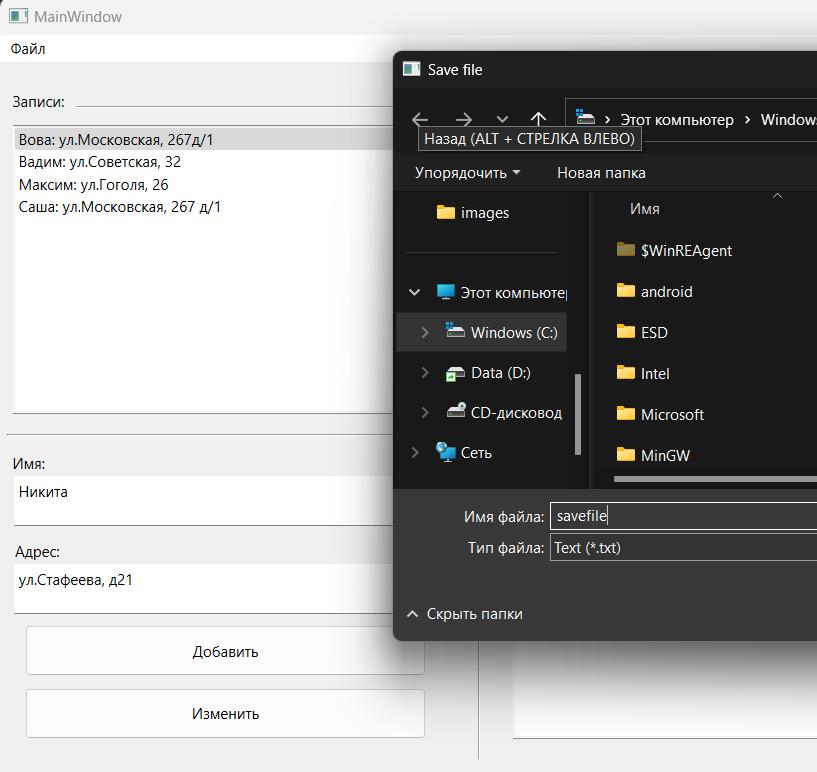 MainWindow
Файл
Записи:
Вова: ул.Московская, 267д/1
Вадим: ул.Советская, 32
Максим: ул.Гоголя, 26
Саша: ул.Московская, 267 д/1
Имя:
Никита
Адрес:
ул.Стафеева, д21
Добавить
Изменить
Save file
Этот компьютер
Windows
Назад (ALT + СТРЕЛКА ВЛЕВО)
Упорядочить
Новая папка
images
Этот компьютер
Windows (C:)
Data (D:)
CD-дисковод
Сеть
Имя
$WinREAgent
android
ESD
Intel
Microsoft
MinGW
Имя файла: savefile
Тип файла: Text (*.txt)
Скрыть папки